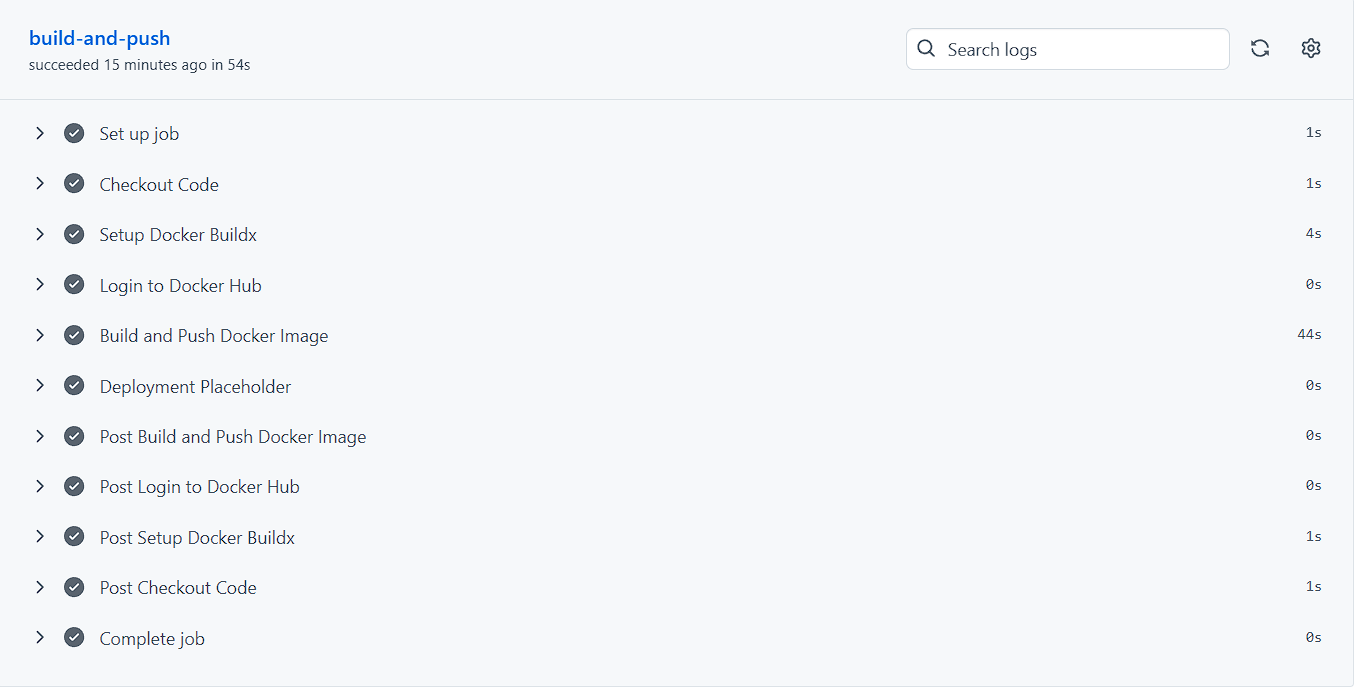 build-and-push
succeeded 15 minutes ago in 54s
Search logs
Set up job 1s
Checkout Code 1s
Setup Docker Buildx 4s
Login to Docker Hub 0s
Build and Push Docker Image 44s
Deployment Placeholder 0s
Post Build and Push Docker Image 0s
Post Login to Docker Hub 0s
Post Setup Docker Buildx 1s
Post Checkout Code 1s
Complete job 0s